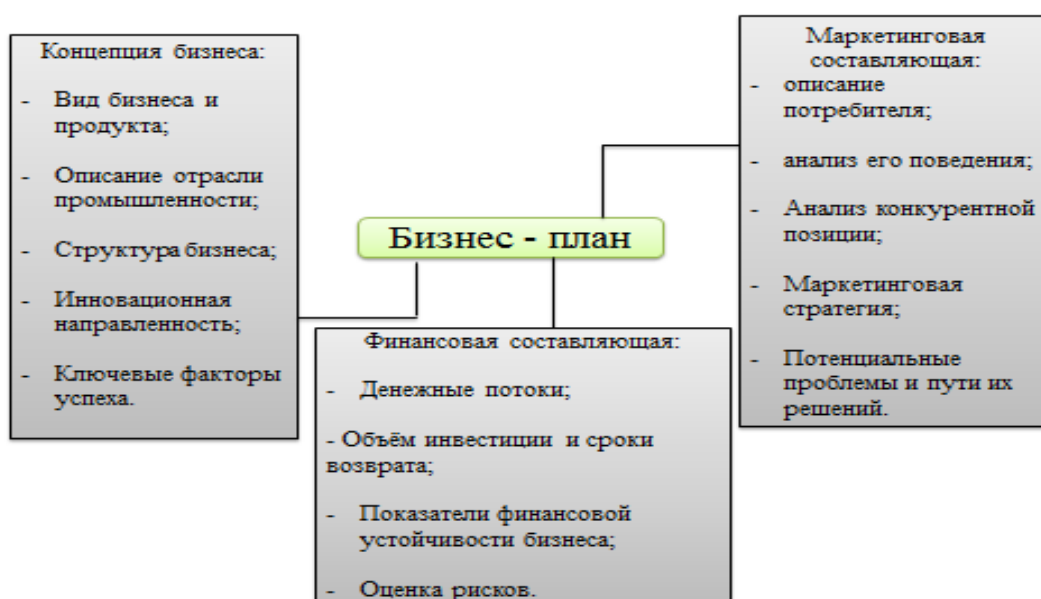 Концепция бизнеса:
- Вид бизнеса и
продукта;
- Описание отрасли
промышленности;
- Структура бизнеса;
- Инновационная
направленность;
- Ключевые факторы
успеха.
Бизнес - план
Финансовая составляющая:
- Денежные потоки;
- Объём инвестиции и сроки
возврата;
- Показатели финансовой
устойчивости бизнеса;
- Оценка рисков.
Маркетинговая
составляющая:
- описание
потребителя;
- анализ его поведения;
- Анализ конкурентной
позиции;
- Маркетинговая
стратегия;
- Потенциальные
проблемы и пути их
решений.